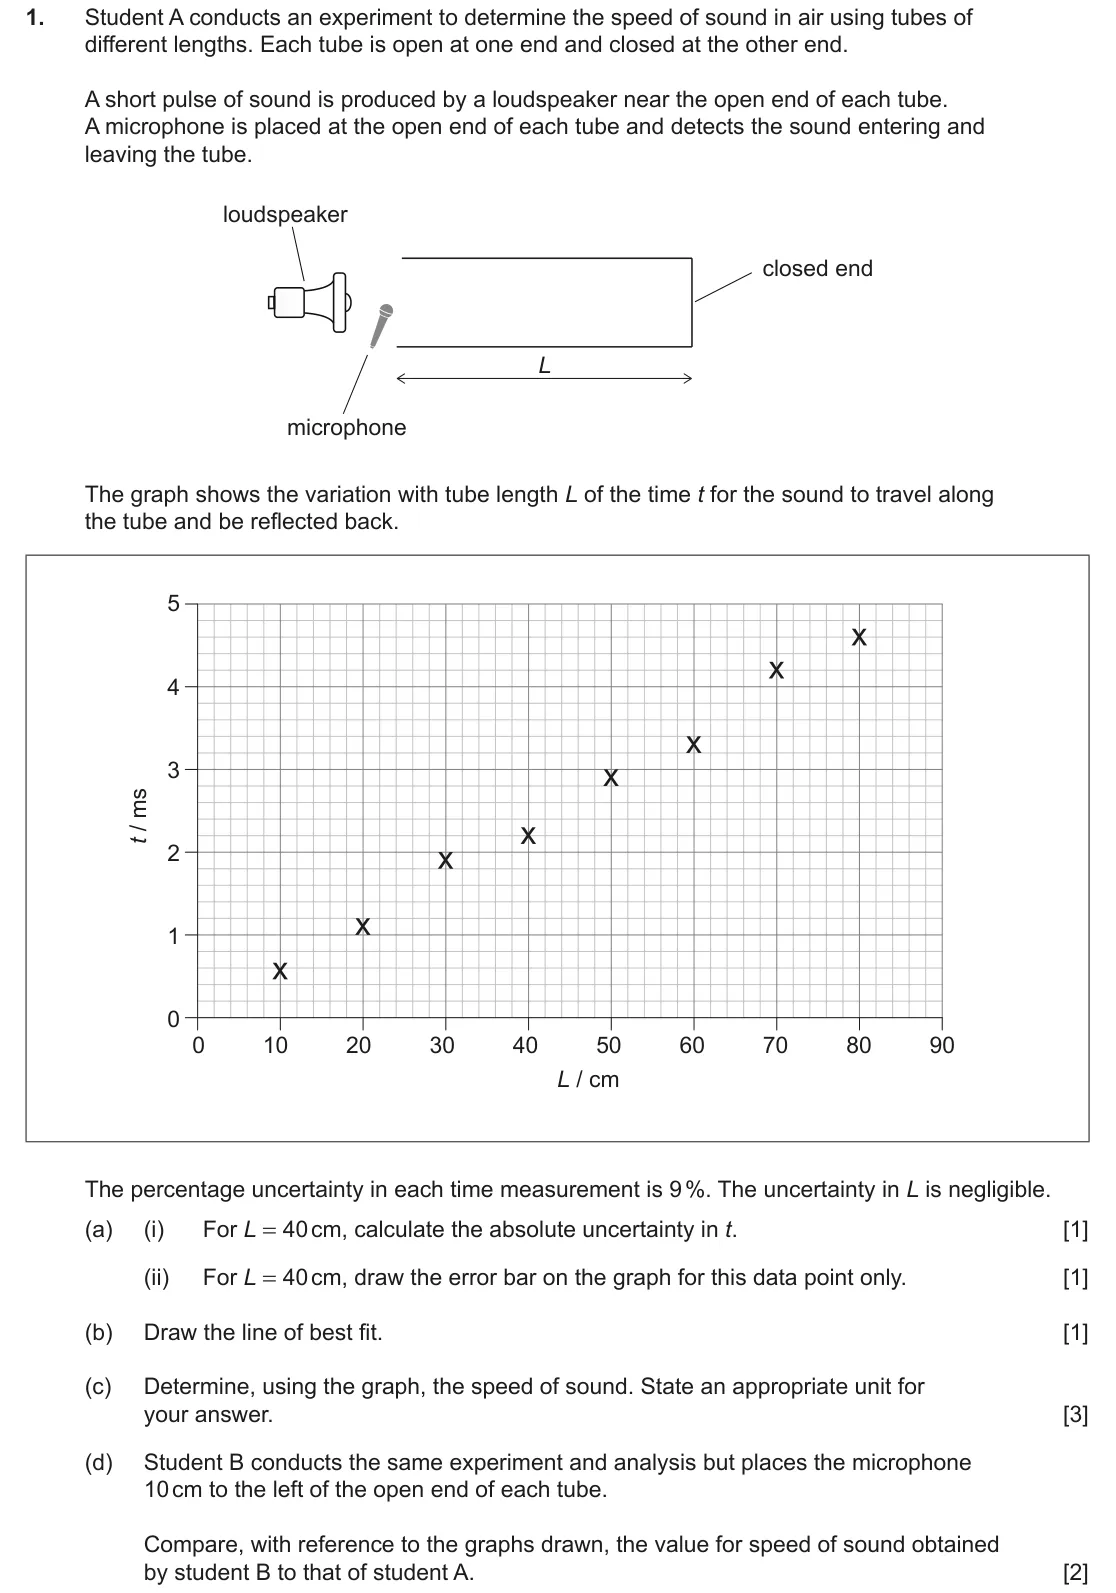 1. Student A conducts an experiment to determine the speed of sound in air using tubes of
different lengths. Each tube is open at one end and closed at the other end.
A short pulse of sound is produced by a loudspeaker near the open end of each tube.
A microphone is placed at the open end of each tube and detects the sound entering and
leaving the tube.
loudspeaker
closed end
L
microphone
The graph shows the variation with tube length L of the time t for the sound to travel along
the tube and be reflected back.
5
4
3
2
1
0
t / ms
0 10 20 30 40 50 60 70 80 90
L / cm
The percentage uncertainty in each time measurement is 9%. The uncertainty in L is negligible.
(a) (i) For L = 40 cm, calculate the absolute uncertainty in t. [1]
(ii) For L = 40 cm, draw the error bar on the graph for this data point only. [1]
(b) Draw the line of best fit. [1]
(c) Determine, using the graph, the speed of sound. State an appropriate unit for
your answer. [3]
(d) Student B conducts the same experiment and analysis but places the microphone
10 cm to the left of the open end of each tube.
Compare, with reference to the graphs drawn, the value for speed of sound obtained
by student B to that of student A. [2]